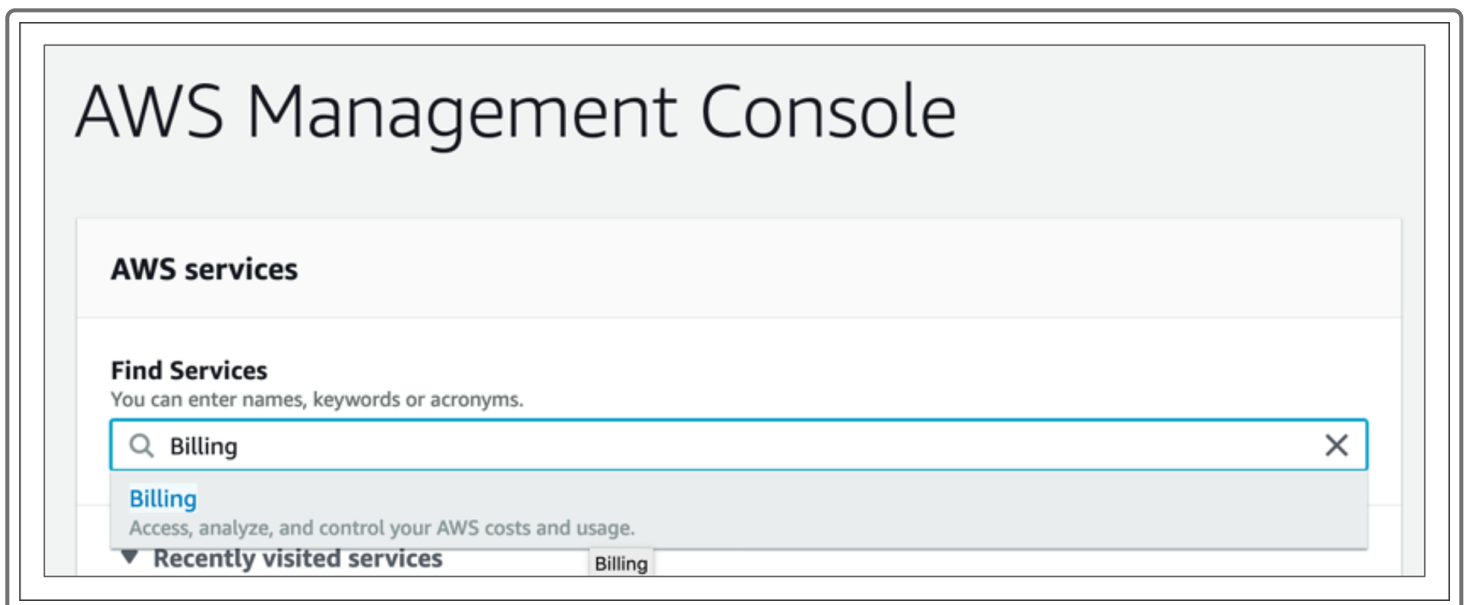 AWS Management Console
AWS services
Find Services
You can enter names, keywords or acronyms.
Billing
Billing
Access, analyze, and control your AWS costs and usage.
Recently visited services
Billing